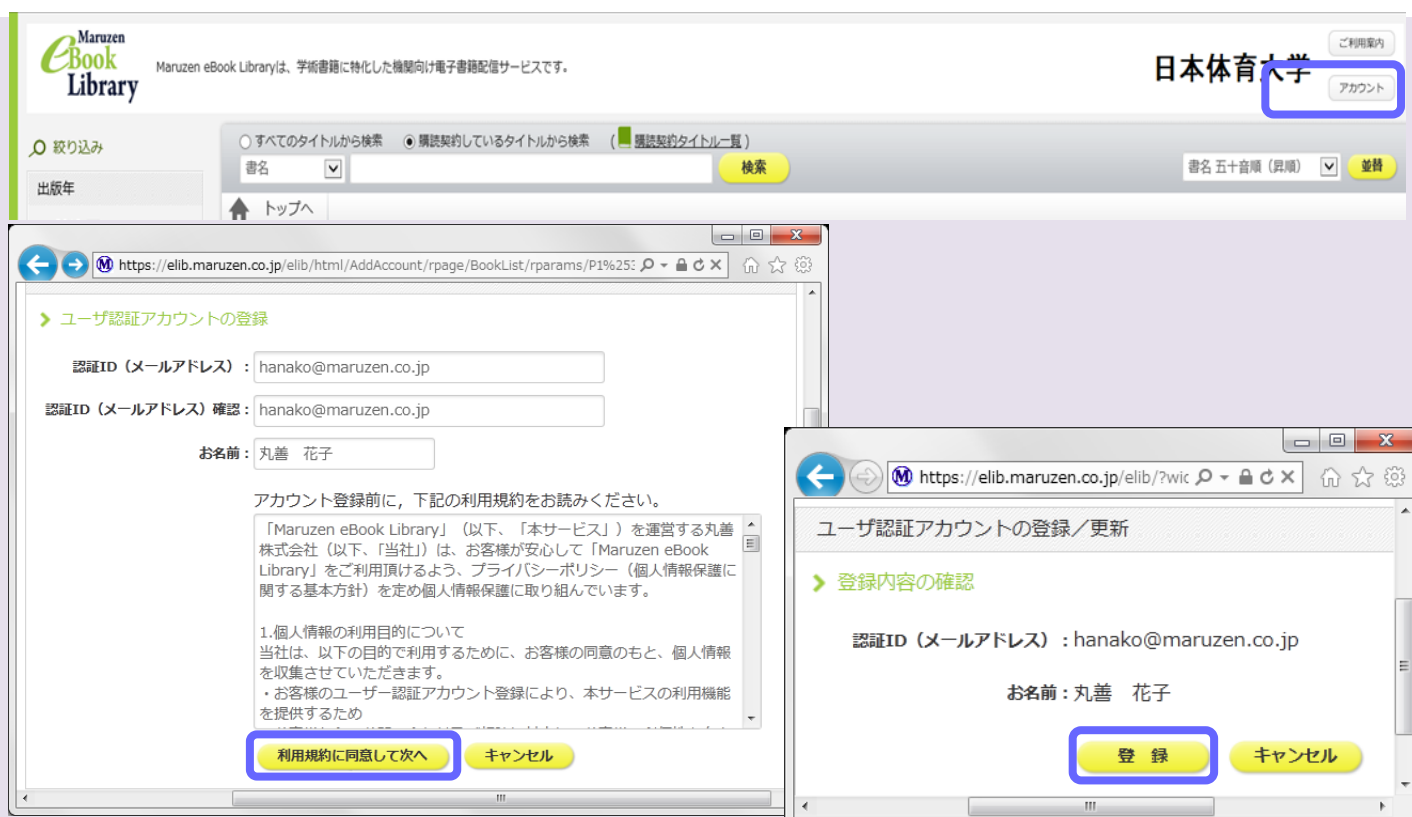 Maruzen
eBook
Library
Maruzen eBook Libraryは、学術書籍に特化した機関向け電子書籍配信サービスです。
日本体育大学
ご利用案内
アカウント
絞り込み
すべてのタイトルから検索 購読契約しているタイトルから検索 ( 購読契約タイトル一覧 )
書名
検索
書名 五十音順（昇順）
並替
出版年
トップへ
https://elib.maruzen.co.jp/elib/html/AddAccount/rpage/BookList/rparams/P1%253
ユーザ認証アカウントの登録
認証ID（メールアドレス）: hanako@maruzen.co.jp
認証ID（メールアドレス）確認: hanako@maruzen.co.jp
お名前: 丸善 花子
アカウント登録前に，下記の利用規約をお読みください。
「Maruzen eBook Library」（以下、「本サービス」）を運営する丸善
株式会社（以下、「当社」）は、お客様が安心して「Maruzen eBook
Library」をご利用頂けるよう、プライバシーポリシー（個人情報保護に
関する基本方針）を定め個人情報保護に取り組んでいます。
1.個人情報の利用目的について
当社は、以下の目的で利用するために、お客様の同意のもと、個人情報
を収集させていただきます。
・お客様のユーザー認証アカウント登録により、本サービスの利用機能
を提供するため
利用規約に同意して次へ
キャンセル
https://elib.maruzen.co.jp/elib/?wic
ユーザ認証アカウントの登録／更新
登録内容の確認
認証ID（メールアドレス）: hanako@maruzen.co.jp
お名前: 丸善 花子
登 録
キャンセル